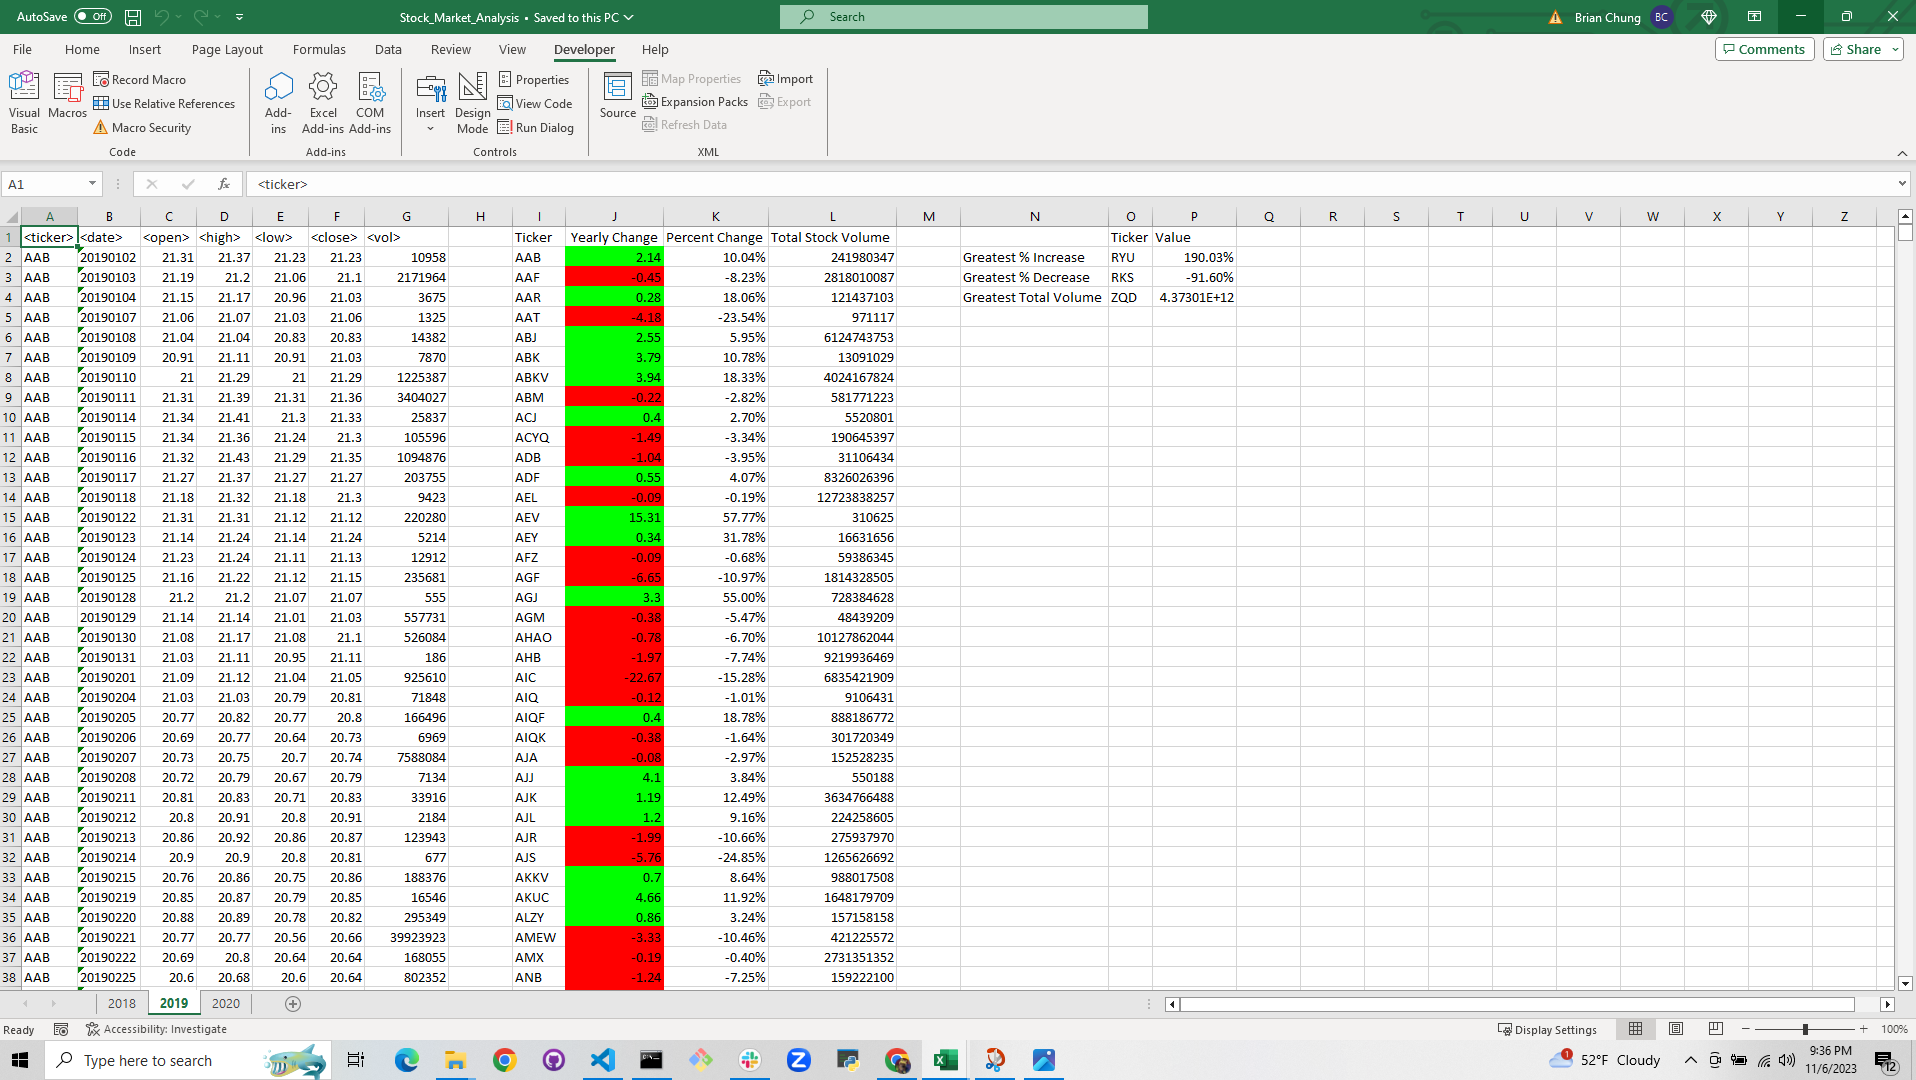 AutoSave Off Stock_Market_Analysis • Saved to this PC Search Brian Chung BC
File Home Insert Page Layout Formulas Data Review View Developer Help Comments Share
Visual Basic Macros Record Macro Use Relative References Macro Security Code
Add-ins Excel Add-ins COM Add-ins Add-ins
Insert Design Mode Properties View Code Run Dialog Controls
Source Map Properties Expansion Packs Refresh Data Import Export XML
A1 fx <ticker>
A B C D E F G H I J K L M N O P Q R S T U V W X Y Z
1 <ticker> <date> <open> <high> <low> <close> <vol> Ticker Yearly Change Percent Change Total Stock Volume Ticker Value
2 AAB 20190102 21.31 21.37 21.23 21.23 10958 AAB 2.14 10.04% 241980347 Greatest % Increase RYU 190.03%
3 AAB 20190103 21.19 21.2 21.06 21.1 2171964 AAF -0.45 -8.23% 2818010087 Greatest % Decrease RKS -91.60%
4 AAB 20190104 21.15 21.17 20.96 21.03 3675 AAR 0.28 18.06% 121437103 Greatest Total Volume ZQD 4.37301E+12
5 AAB 20190107 21.06 21.07 21.03 21.06 1325 AAT -4.18 -23.54% 971117
6 AAB 20190108 21.04 21.04 20.83 20.83 14382 ABJ 2.55 5.95% 6124743753
7 AAB 20190109 20.91 21.11 20.91 21.03 7870 ABK 3.79 10.78% 13091029
8 AAB 20190110 21 21.29 21 21.29 1225387 ABKV 3.94 18.33% 4024167824
9 AAB 20190111 21.31 21.39 21.31 21.36 3404027 ABM -0.22 -2.82% 581771223
10 AAB 20190114 21.34 21.41 21.3 21.33 25837 ACJ 0.4 2.70% 5520801
11 AAB 20190115 21.34 21.36 21.24 21.3 105596 ACYQ -1.49 -3.34% 190645397
12 AAB 20190116 21.32 21.43 21.29 21.35 1094876 ADB -1.04 -3.95% 31106434
13 AAB 20190117 21.27 21.37 21.27 21.27 203755 ADF 0.55 4.07% 8326026396
14 AAB 20190118 21.18 21.32 21.18 21.3 9423 AEL -0.09 -0.19% 12723838257
15 AAB 20190122 21.31 21.31 21.12 21.12 220280 AEV 15.31 57.77% 310625
16 AAB 20190123 21.14 21.24 21.14 21.24 5214 AEY 0.34 31.78% 16631656
17 AAB 20190124 21.23 21.24 21.11 21.13 12912 AFZ -0.09 -0.68% 59386345
18 AAB 20190125 21.16 21.22 21.12 21.15 235681 AGF -6.65 -10.97% 1814328505
19 AAB 20190128 21.2 21.2 21.07 21.07 555 AGJ 3.3 55.00% 728384628
20 AAB 20190129 21.14 21.14 21.01 21.03 557731 AGM -0.38 -5.47% 48439209
21 AAB 20190130 21.08 21.17 21.08 21.1 526084 AHAO -0.78 -6.70% 10127862044
22 AAB 20190131 21.03 21.11 20.95 21.11 186 AHB -1.97 -7.74% 9219936469
23 AAB 20190201 21.09 21.12 21.04 21.05 925610 AIC -22.67 -15.28% 6835421909
24 AAB 20190204 21.03 21.03 20.79 20.81 71848 AIQ -0.12 -1.01% 9106431
25 AAB 20190205 20.77 20.82 20.77 20.8 166496 AIQF 0.4 18.78% 888186772
26 AAB 20190206 20.69 20.77 20.64 20.73 6969 AIQK -0.38 -1.64% 301720349
27 AAB 20190207 20.73 20.75 20.7 20.74 7588084 AJA -0.08 -2.97% 152528235
28 AAB 20190208 20.72 20.79 20.67 20.79 7134 AJJ 4.1 3.84% 550188
29 AAB 20190211 20.81 20.83 20.71 20.83 33916 AJK 1.19 12.49% 3634766488
30 AAB 20190212 20.8 20.91 20.8 20.91 2184 AJL 1.2 9.16% 224258605
31 AAB 20190213 20.86 20.92 20.86 20.87 123943 AJR -1.99 -10.66% 275937970
32 AAB 20190214 20.9 20.9 20.8 20.81 677 AJS -5.76 -24.85% 1265626692
33 AAB 20190215 20.76 20.86 20.75 20.86 188376 AKKV 0.7 8.64% 988017508
34 AAB 20190219 20.85 20.87 20.79 20.85 16546 AKUC 4.66 11.92% 1648179709
35 AAB 20190220 20.88 20.89 20.78 20.82 295349 ALZY 0.86 3.24% 157158158
36 AAB 20190221 20.77 20.77 20.56 20.66 39923923 AMEW -3.33 -10.46% 421225572
37 AAB 20190222 20.69 20.8 20.64 20.64 168055 AMX -0.19 -0.40% 2731351352
38 AAB 20190225 20.6 20.68 20.6 20.64 802352 ANB -1.24 -7.25% 159222100
2018 2019 2020
Ready Accessibility: Investigate Display Settings 100%
Type here to search 1 52°F Cloudy 9:36 PM 11/6/2023 12